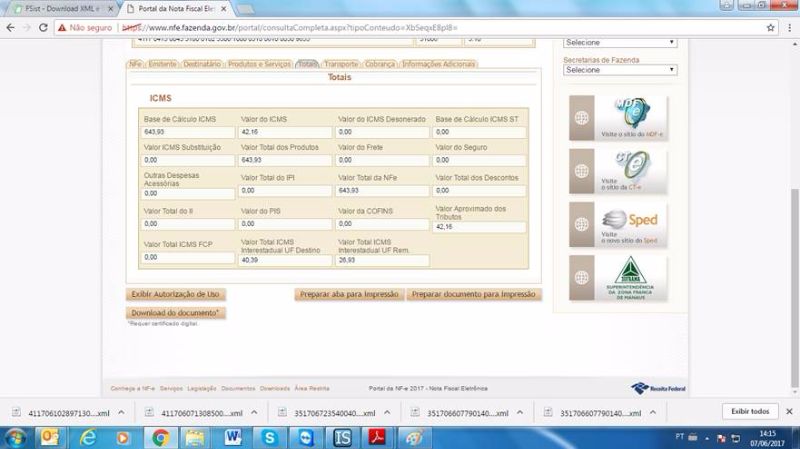 FSist - Download XML e
Portal da Nota Fiscal Elet
Não seguro
https://www.nfe.fazenda.gov.br/portal/consultaCompleta.aspx?tipoConteudo=XbSeqxE8pl8=
Selecione
Secretarias de Fazenda
Selecione
NFe Emitente Destinatário Produtos e Serviços Totais Transporte Cobrança Informações Adicionais
Totais
ICMS
Base de Cálculo ICMS Valor do ICMS Valor do ICMS Desonerado Base de Cálculo ICMS ST
643,93 42,16 0,00 0,00
Valor ICMS Substituição Valor Total dos Produtos Valor do Frete Valor do Seguro
0,00 643,93 0,00 0,00
Outras Despesas
Acessórias Valor Total do IPI Valor Total da NFe Valor Total dos Descontos
0,00 0,00 643,93 0,00
Valor Total do II Valor do PIS Valor da COFINS Valor Aproximado dos
Tributos
0,00 0,00 0,00 42,16
Valor Total ICMS FCP Valor Total ICMS
Interestadual UF Destino Valor Total ICMS
Interestadual UF Rem.
0,00 40,39 26,93
Exibir Autorização de Uso Preparar aba para Impressão Preparar documento para Impressão
Download do documento*
*Requer certificado digital.
MDF-e
Visite o sítio do MDF-e
CT-e
Visite
o sítio da CT-e
Sped
Visite
o novo sítio do Sped
SUFRAMA
SUPERINTENDÊNCIA
DA ZONA FRANCA
DE MANAUS
Conheça a NF-e Serviços Legislação Documentos Downloads Área Restrita Portal da NF-e 2017 - Nota Fiscal Eletrônica Receita Federal
411706102897130....xml 411706071308500....xml 351706723540040....xml 351706607790140....xml 351706607790140....xml Exibir todos
PT 14:15
07/06/2017